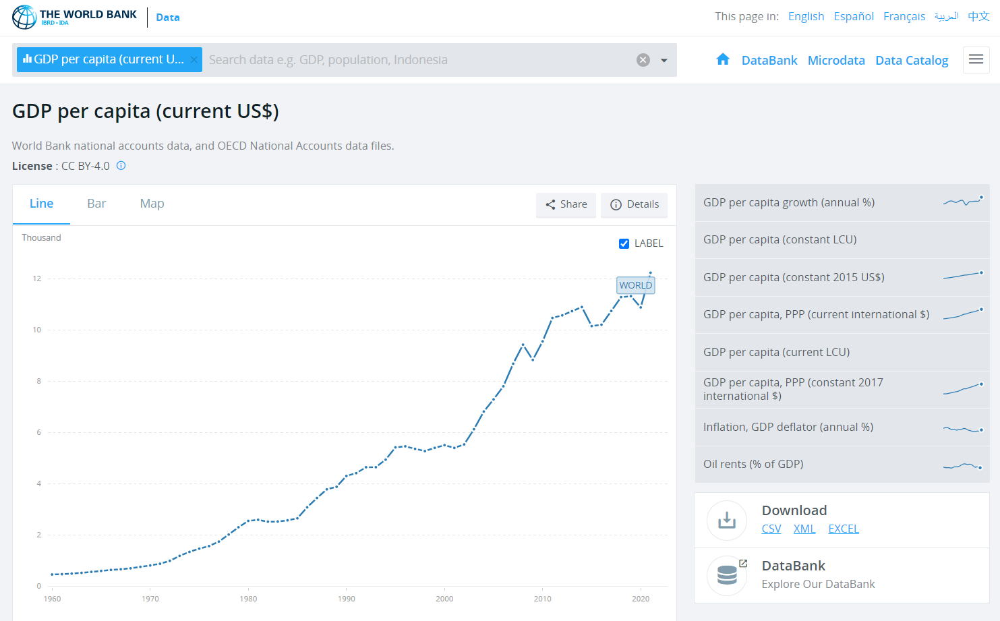 THE WORLD BANK
IBRD • IDA
Data
This page in: English Español Français العربية 中文
GDP per capita (current U... × Search data e.g. GDP, population, Indonesia
DataBank Microdata Data Catalog
GDP per capita (current US$)
World Bank national accounts data, and OECD National Accounts data files.
License : CC BY-4.0
Line Bar Map
Share Details
Thousand
LABEL
12
WORLD
10
8
6
4
2
0
1960 1970 1980 1990 2000 2010 2020
GDP per capita growth (annual %)
GDP per capita (constant LCU)
GDP per capita (constant 2015 US$)
GDP per capita, PPP (current international $)
GDP per capita (current LCU)
GDP per capita, PPP (constant 2017
international $)
Inflation, GDP deflator (annual %)
Oil rents (% of GDP)
Download
CSV XML EXCEL
DataBank
Explore Our DataBank